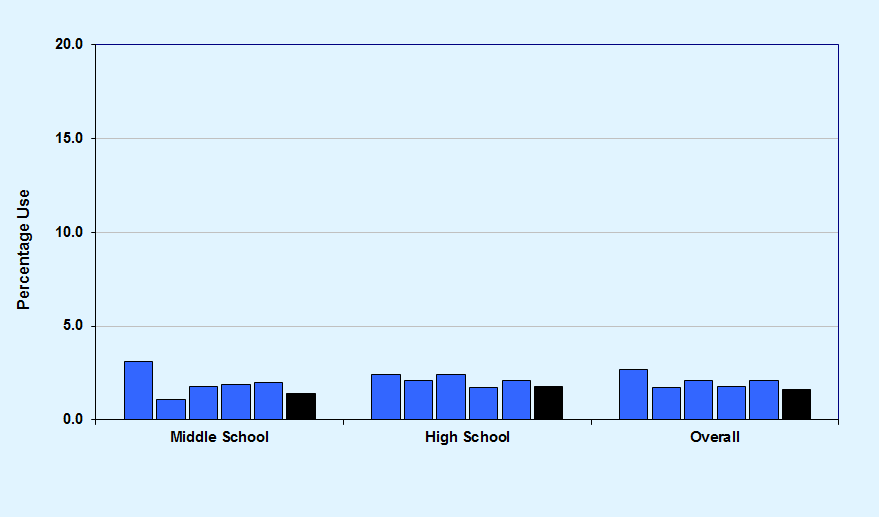 20.0
15.0
10.0
5.0
0.0
Percentage Use
Middle School
High School
Overall